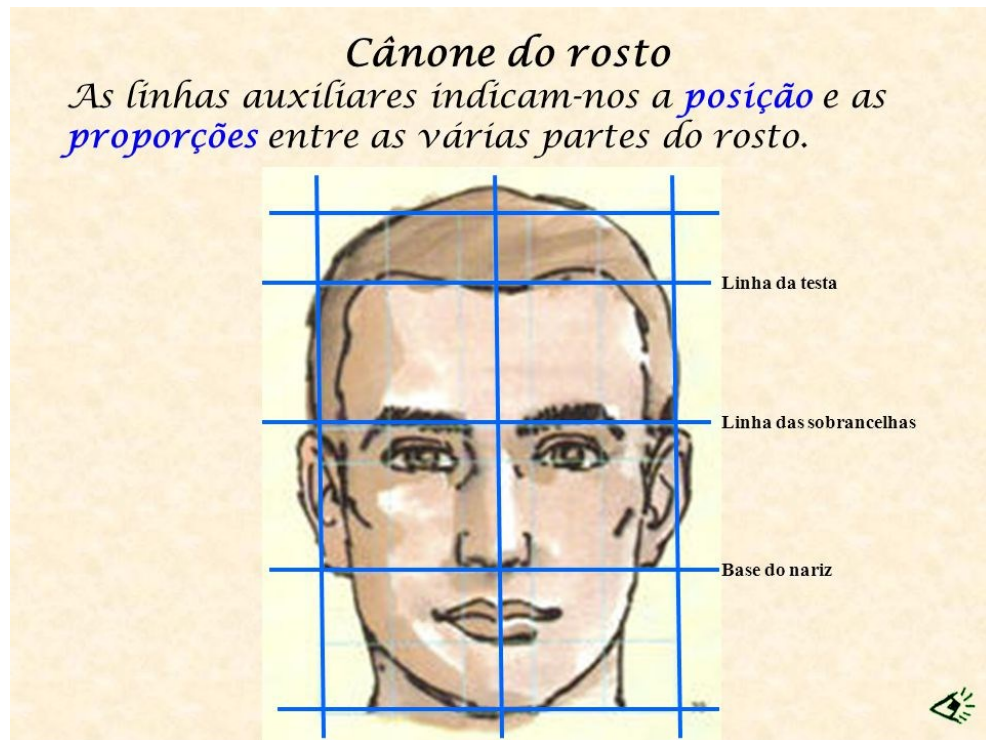 Cânone do rosto
As linhas auxiliares indicam-nos a posição e as
proporções entre as várias partes do rosto.
Linha da testa
Linha das sobrancelhas
Base do nariz